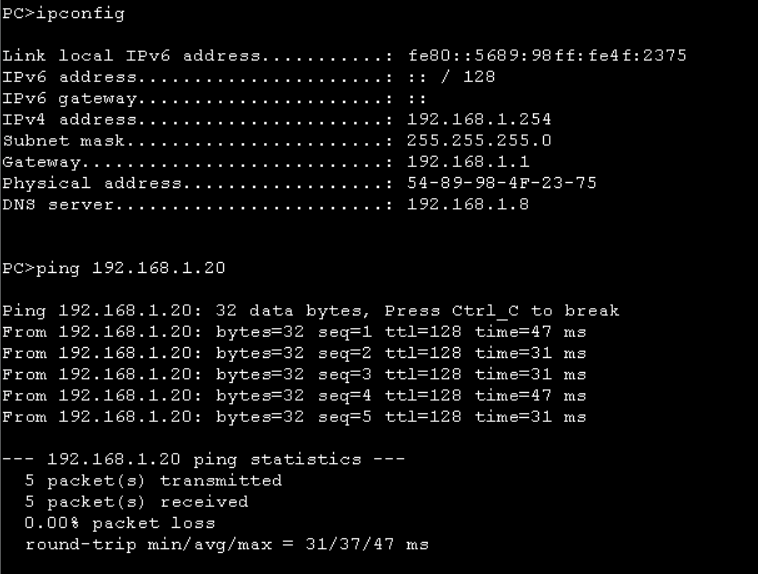 PC>ipconfig
Link local IPv6 address...........: fe80::5689:98ff:fe4f:2375
IPv6 address......................: :: / 128
IPv6 gateway......................: ::
IPv4 address......................: 192.168.1.254
Subnet mask.......................: 255.255.255.0
Gateway...........................: 192.168.1.1
Physical address..................: 54-89-98-4F-23-75
DNS server........................: 192.168.1.8
PC>ping 192.168.1.20
Ping 192.168.1.20: 32 data bytes, Press Ctrl_C to break
From 192.168.1.20: bytes=32 seq=1 ttl=128 time=47 ms
From 192.168.1.20: bytes=32 seq=2 ttl=128 time=31 ms
From 192.168.1.20: bytes=32 seq=3 ttl=128 time=31 ms
From 192.168.1.20: bytes=32 seq=4 ttl=128 time=47 ms
From 192.168.1.20: bytes=32 seq=5 ttl=128 time=31 ms
--- 192.168.1.20 ping statistics ---
5 packet(s) transmitted
5 packet(s) received
0.00% packet loss
round-trip min/avg/max = 31/37/47 ms